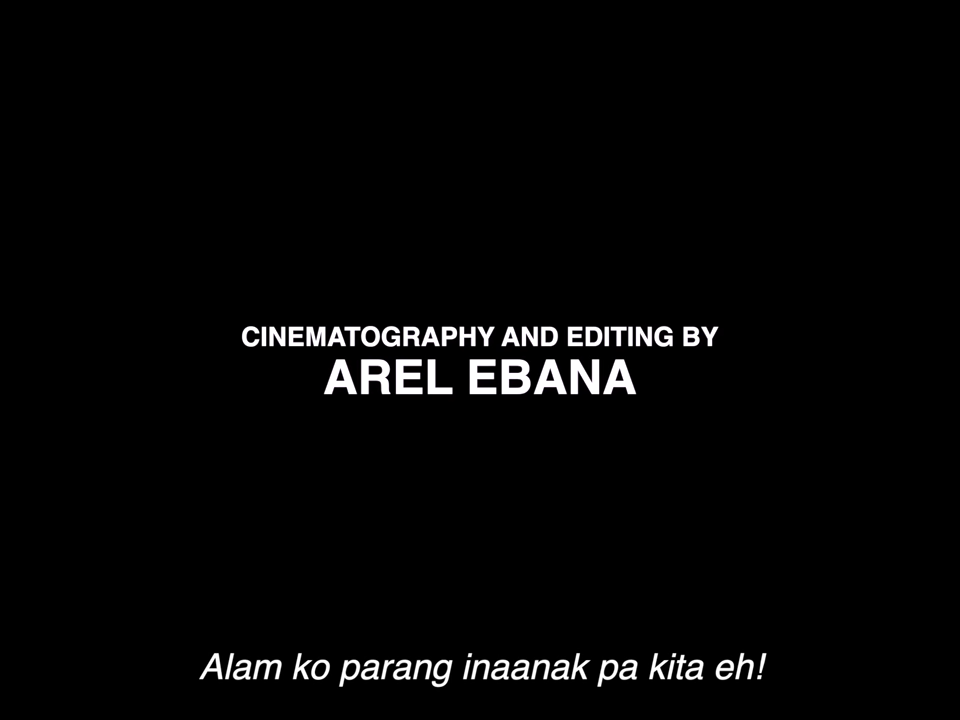 CINEMATOGRAPHY AND EDITING BY
AREL EBANA
Alam ko parang inaanak pa kita eh!